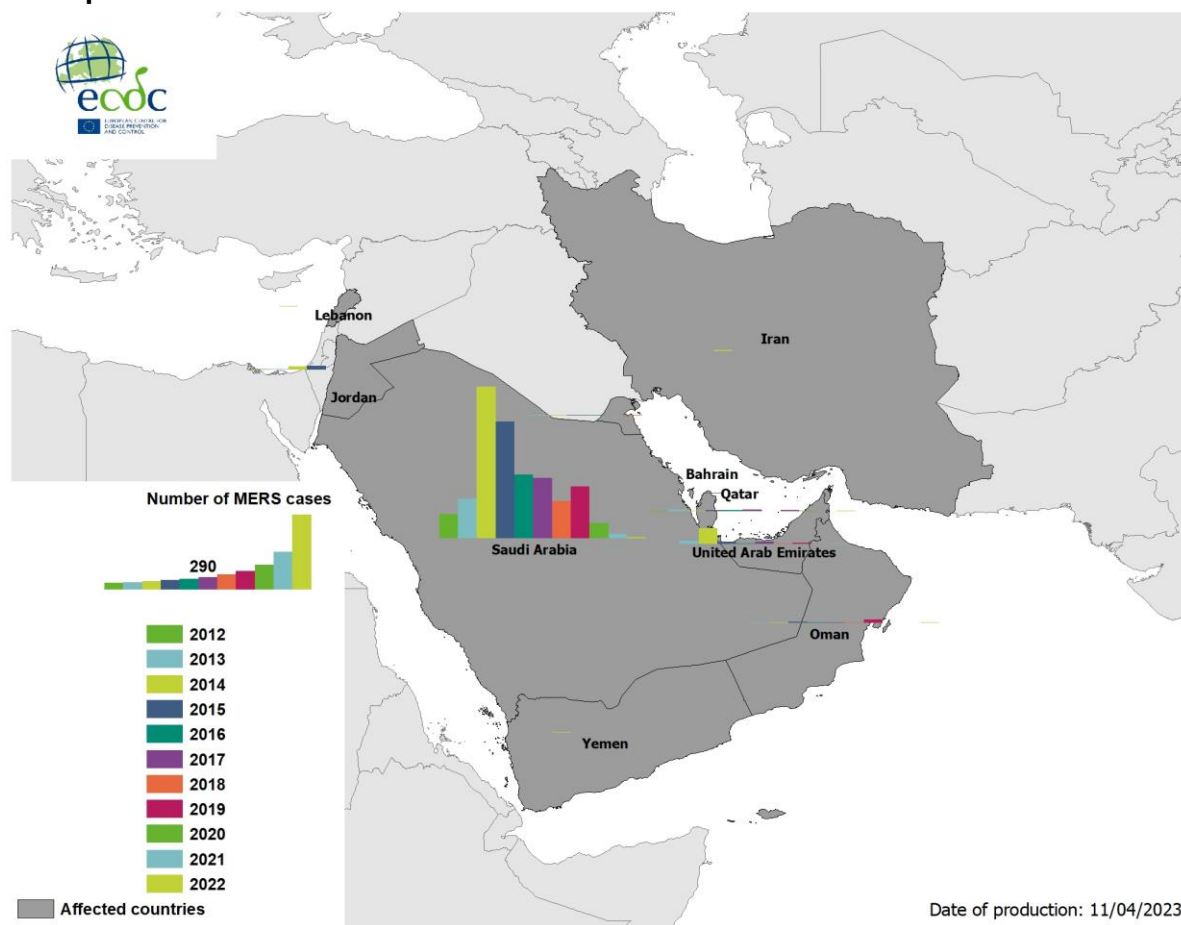 ecdc
EUROPEAN CENTRE FOR
DISEASE PREVENTION
AND CONTROL
Lebanon
Iran
Jordan
Bahrain
Qatar
Saudi Arabia
United Arab Emirates
Oman
Yemen
Number of MERS cases
290
2012
2013
2014
2015
2016
2017
2018
2019
2020
2021
2022
Affected countries
Date of production: 11/04/2023